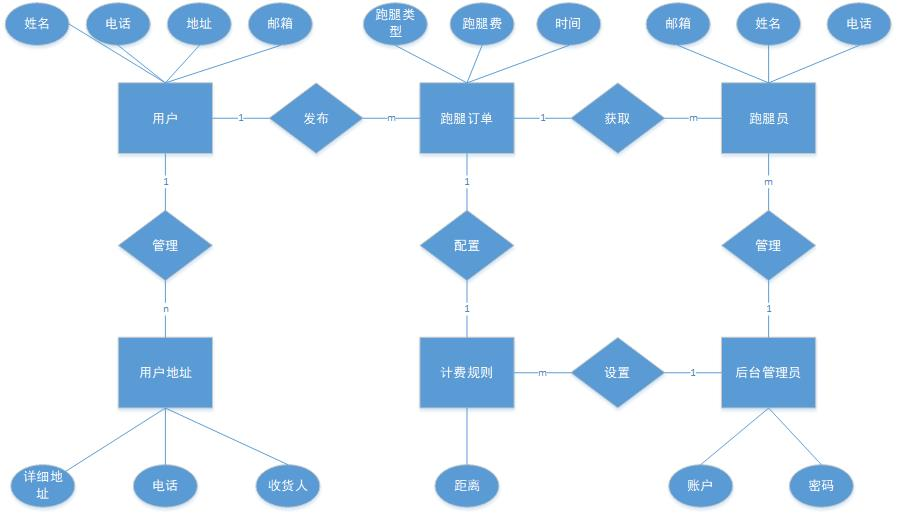 姓名
电话
地址
邮箱
跑腿类
型
跑腿费
时间
邮箱
姓名
电话
用户
1
发布
m
跑腿订单
1
获取
m
跑腿员
1
1
m
管理
配置
管理
n
1
1
用户地址
计费规则
m
设置
1
后台管理员
详细地
址
电话
收货人
距离
账户
密码